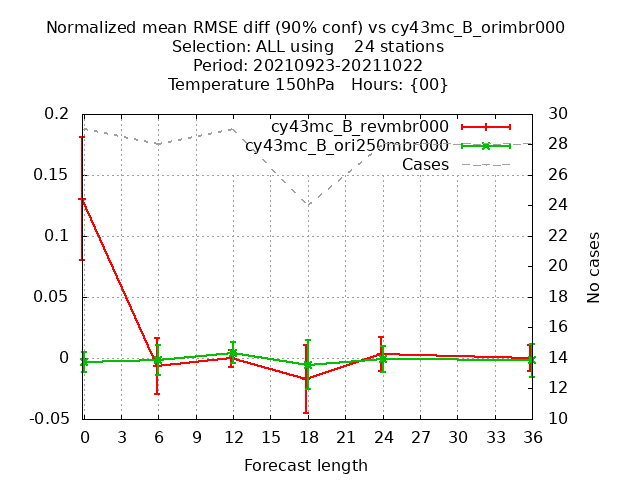 Normalized mean RMSE diff (90% conf) vs cy43mc_B_orimbr000
Selection: ALL using 24 stations
Period: 20210923-20211022
Temperature 150hPa Hours: {00}
cy43mc_B_revmbr000
cy43mc_B_ori250mbr000
Cases
0.2
0.15
0.1
0.05
0
-0.05
30
28
26
24
22
20
18
16
14
12
10
No cases
0 3 6 9 12 15 18 21 24 27 30 33 36
Forecast length